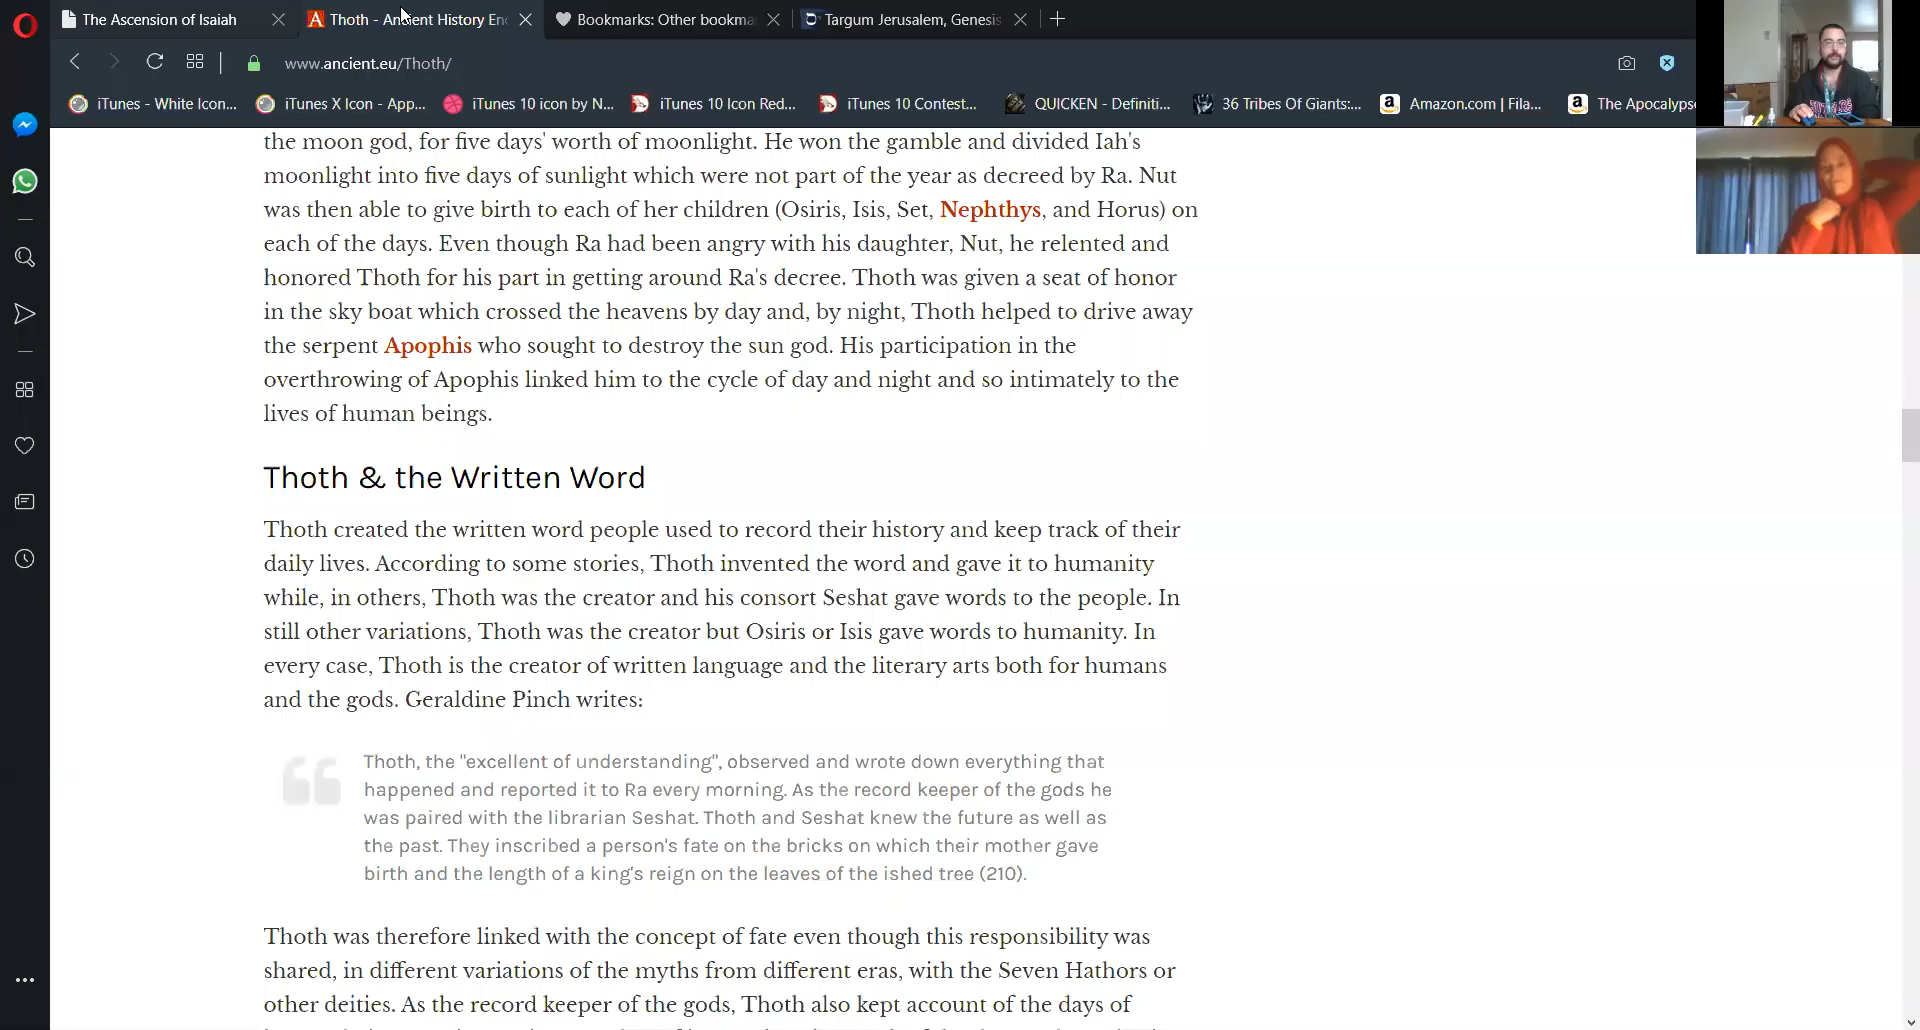 The Ascension of Isaiah
Thoth - Ancient History En
Bookmarks: Other bookma
Targum Jerusalem, Genesis
www.ancient.eu/Thoth/
iTunes - White Icon...
iTunes X Icon - App...
iTunes 10 icon by N...
iTunes 10 Icon Red...
iTunes 10 Contest...
QUICKEN - Definiti...
36 Tribes Of Giants:...
Amazon.com | Fila...
The Apocalypse
the moon god, for five days' worth of moonlight. He won the gamble and divided Iah's
moonlight into five days of sunlight which were not part of the year as decreed by Ra. Nut
was then able to give birth to each of her children (Osiris, Isis, Set, Nephthys, and Horus) on
each of the days. Even though Ra had been angry with his daughter, Nut, he relented and
honored Thoth for his part in getting around Ra's decree. Thoth was given a seat of honor
in the sky boat which crossed the heavens by day and, by night, Thoth helped to drive away
the serpent Apophis who sought to destroy the sun god. His participation in the
overthrowing of Apophis linked him to the cycle of day and night and so intimately to the
lives of human beings.
Thoth & the Written Word
Thoth created the written word people used to record their history and keep track of their
daily lives. According to some stories, Thoth invented the word and gave it to humanity
while, in others, Thoth was the creator and his consort Seshat gave words to the people. In
still other variations, Thoth was the creator but Osiris or Isis gave words to humanity. In
every case, Thoth is the creator of written language and the literary arts both for humans
and the gods. Geraldine Pinch writes:
Thoth, the "excellent of understanding", observed and wrote down everything that
happened and reported it to Ra every morning. As the record keeper of the gods he
was paired with the librarian Seshat. Thoth and Seshat knew the future as well as
the past. They inscribed a person's fate on the bricks on which their mother gave
birth and the length of a king's reign on the leaves of the ished tree (210).
Thoth was therefore linked with the concept of fate even though this responsibility was
shared, in different variations of the myths from different eras, with the Seven Hathors or
other deities. As the record keeper of the gods, Thoth also kept account of the days of